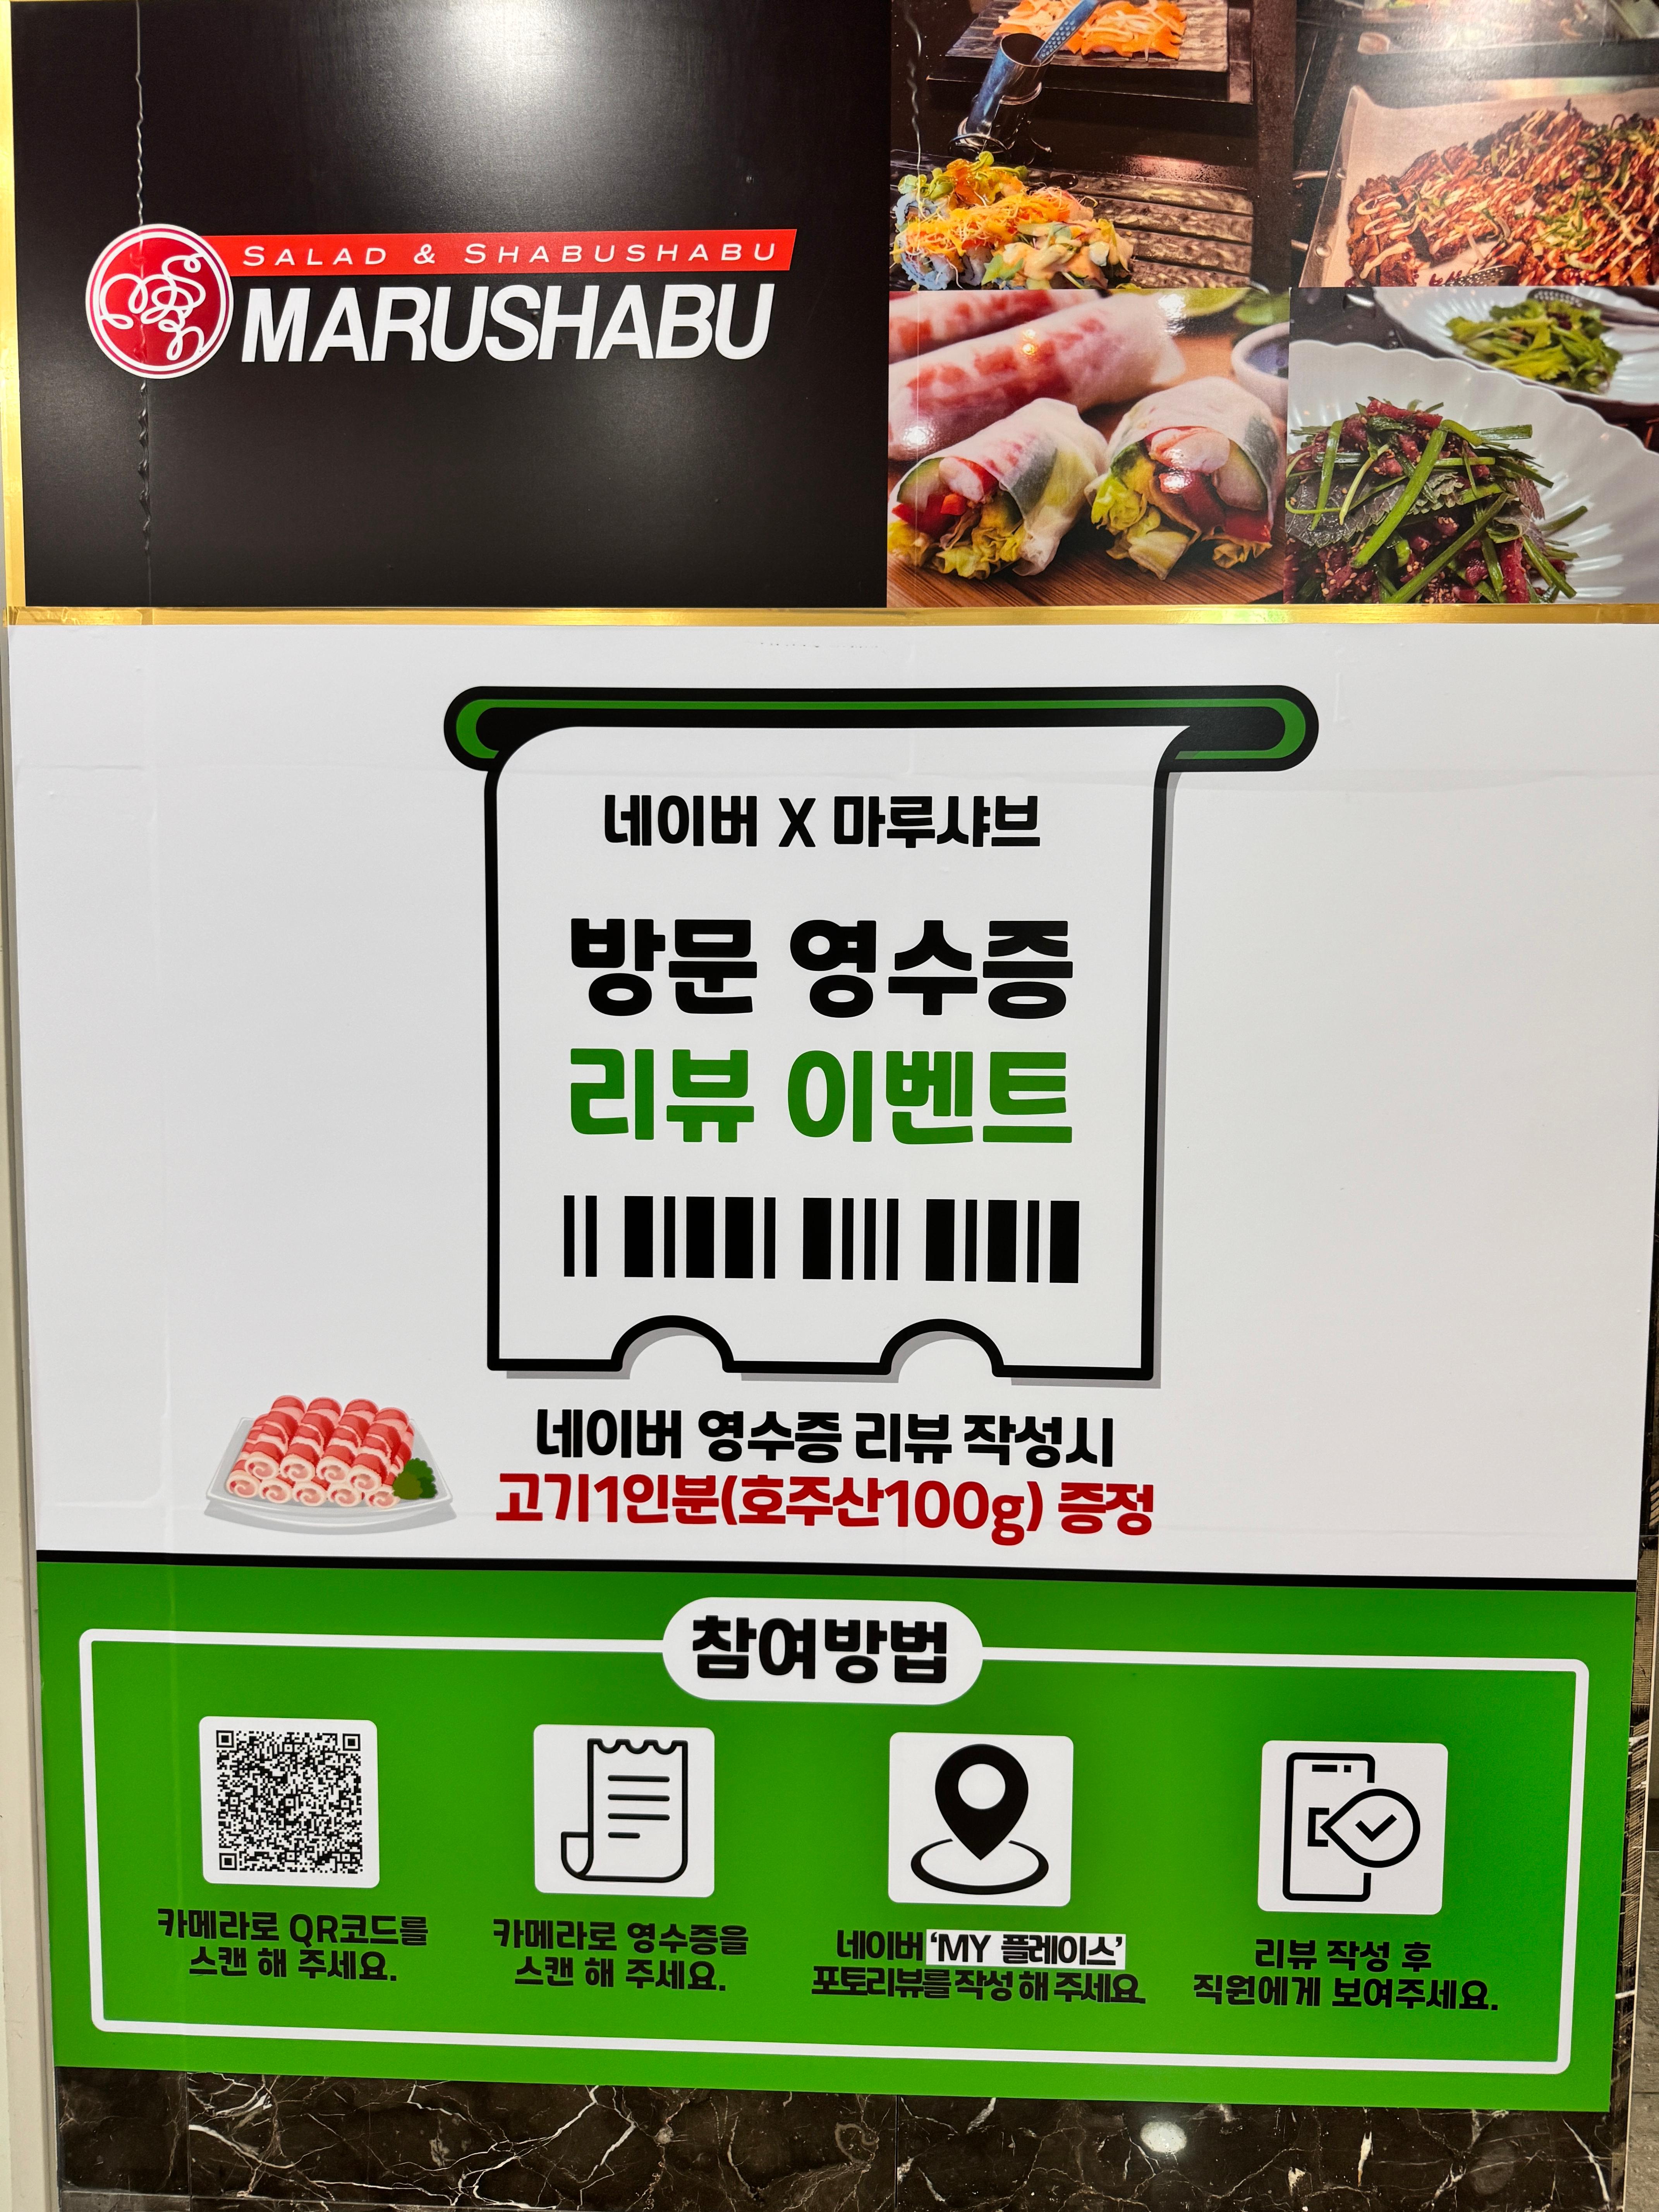 SALAD & SHABUSHABU
MARUSHABU
네이버 X 마루샤브
방문 영수증
리뷰 이벤트
네이버 영수증 리뷰 작성시
고기1인분(호주산100g) 증정
참여방법
카메라로 QR코드를
스캔 해 주세요.
카메라로 영수증을
스캔 해 주세요.
네이버 ‘MY 플레이스’
포토리뷰를 작성 해 주세요.
리뷰 작성 후
직원에게 보여주세요.